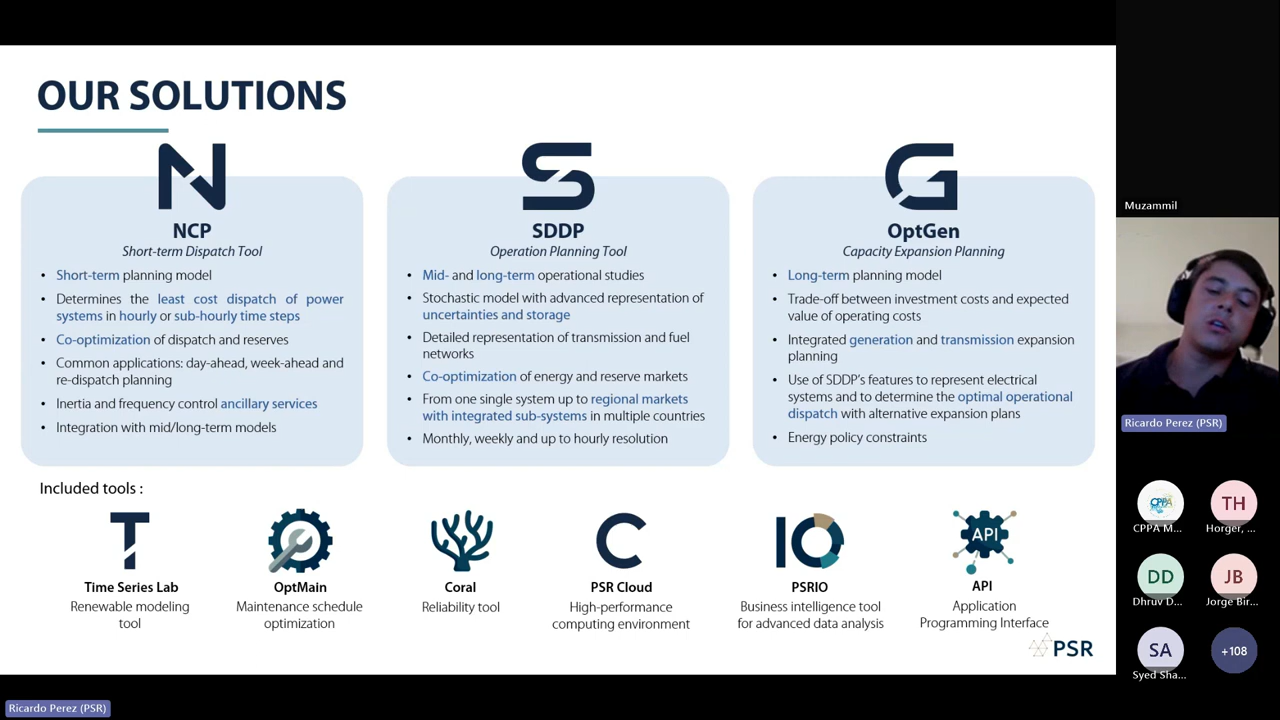 OUR SOLUTIONS
NCP
Short-term Dispatch Tool
• Short-term planning model
• Determines the least cost dispatch of power
systems in hourly or sub-hourly time steps
• Co-optimization of dispatch and reserves
• Common applications: day-ahead, week-ahead and
re-dispatch planning
• Inertia and frequency control ancillary services
• Integration with mid/long-term models
SDDP
Operation Planning Tool
• Mid- and long-term operational studies
• Stochastic model with advanced representation of
uncertainties and storage
• Detailed representation of transmission and fuel
networks
• Co-optimization of energy and reserve markets
• From one single system up to regional markets
with integrated sub-systems in multiple countries
• Monthly, weekly and up to hourly resolution
OptGen
Capacity Expansion Planning
• Long-term planning model
• Trade-off between investment costs and expected
value of operating costs
• Integrated generation and transmission expansion
planning
• Use of SDDP's features to represent electrical
systems and to determine the optimal operational
dispatch with alternative expansion plans
• Energy policy constraints
Included tools :
T
Time Series Lab
Renewable modeling
tool
OptMain
Maintenance schedule
optimization
Coral
Reliability tool
C
PSR Cloud
High-performance
computing environment
IO
PSRIO
Business intelligence tool
for advanced data analysis
API
API
Application
Programming Interface
PSR
Muzammil
Ricardo Perez (PSR)
CPPA
CPPA M...
TH
Horger, ...
DD
Dhruv D...
JB
Jorge Bir...
SA
Syed Sha...
+108
Ricardo Perez (PSR)